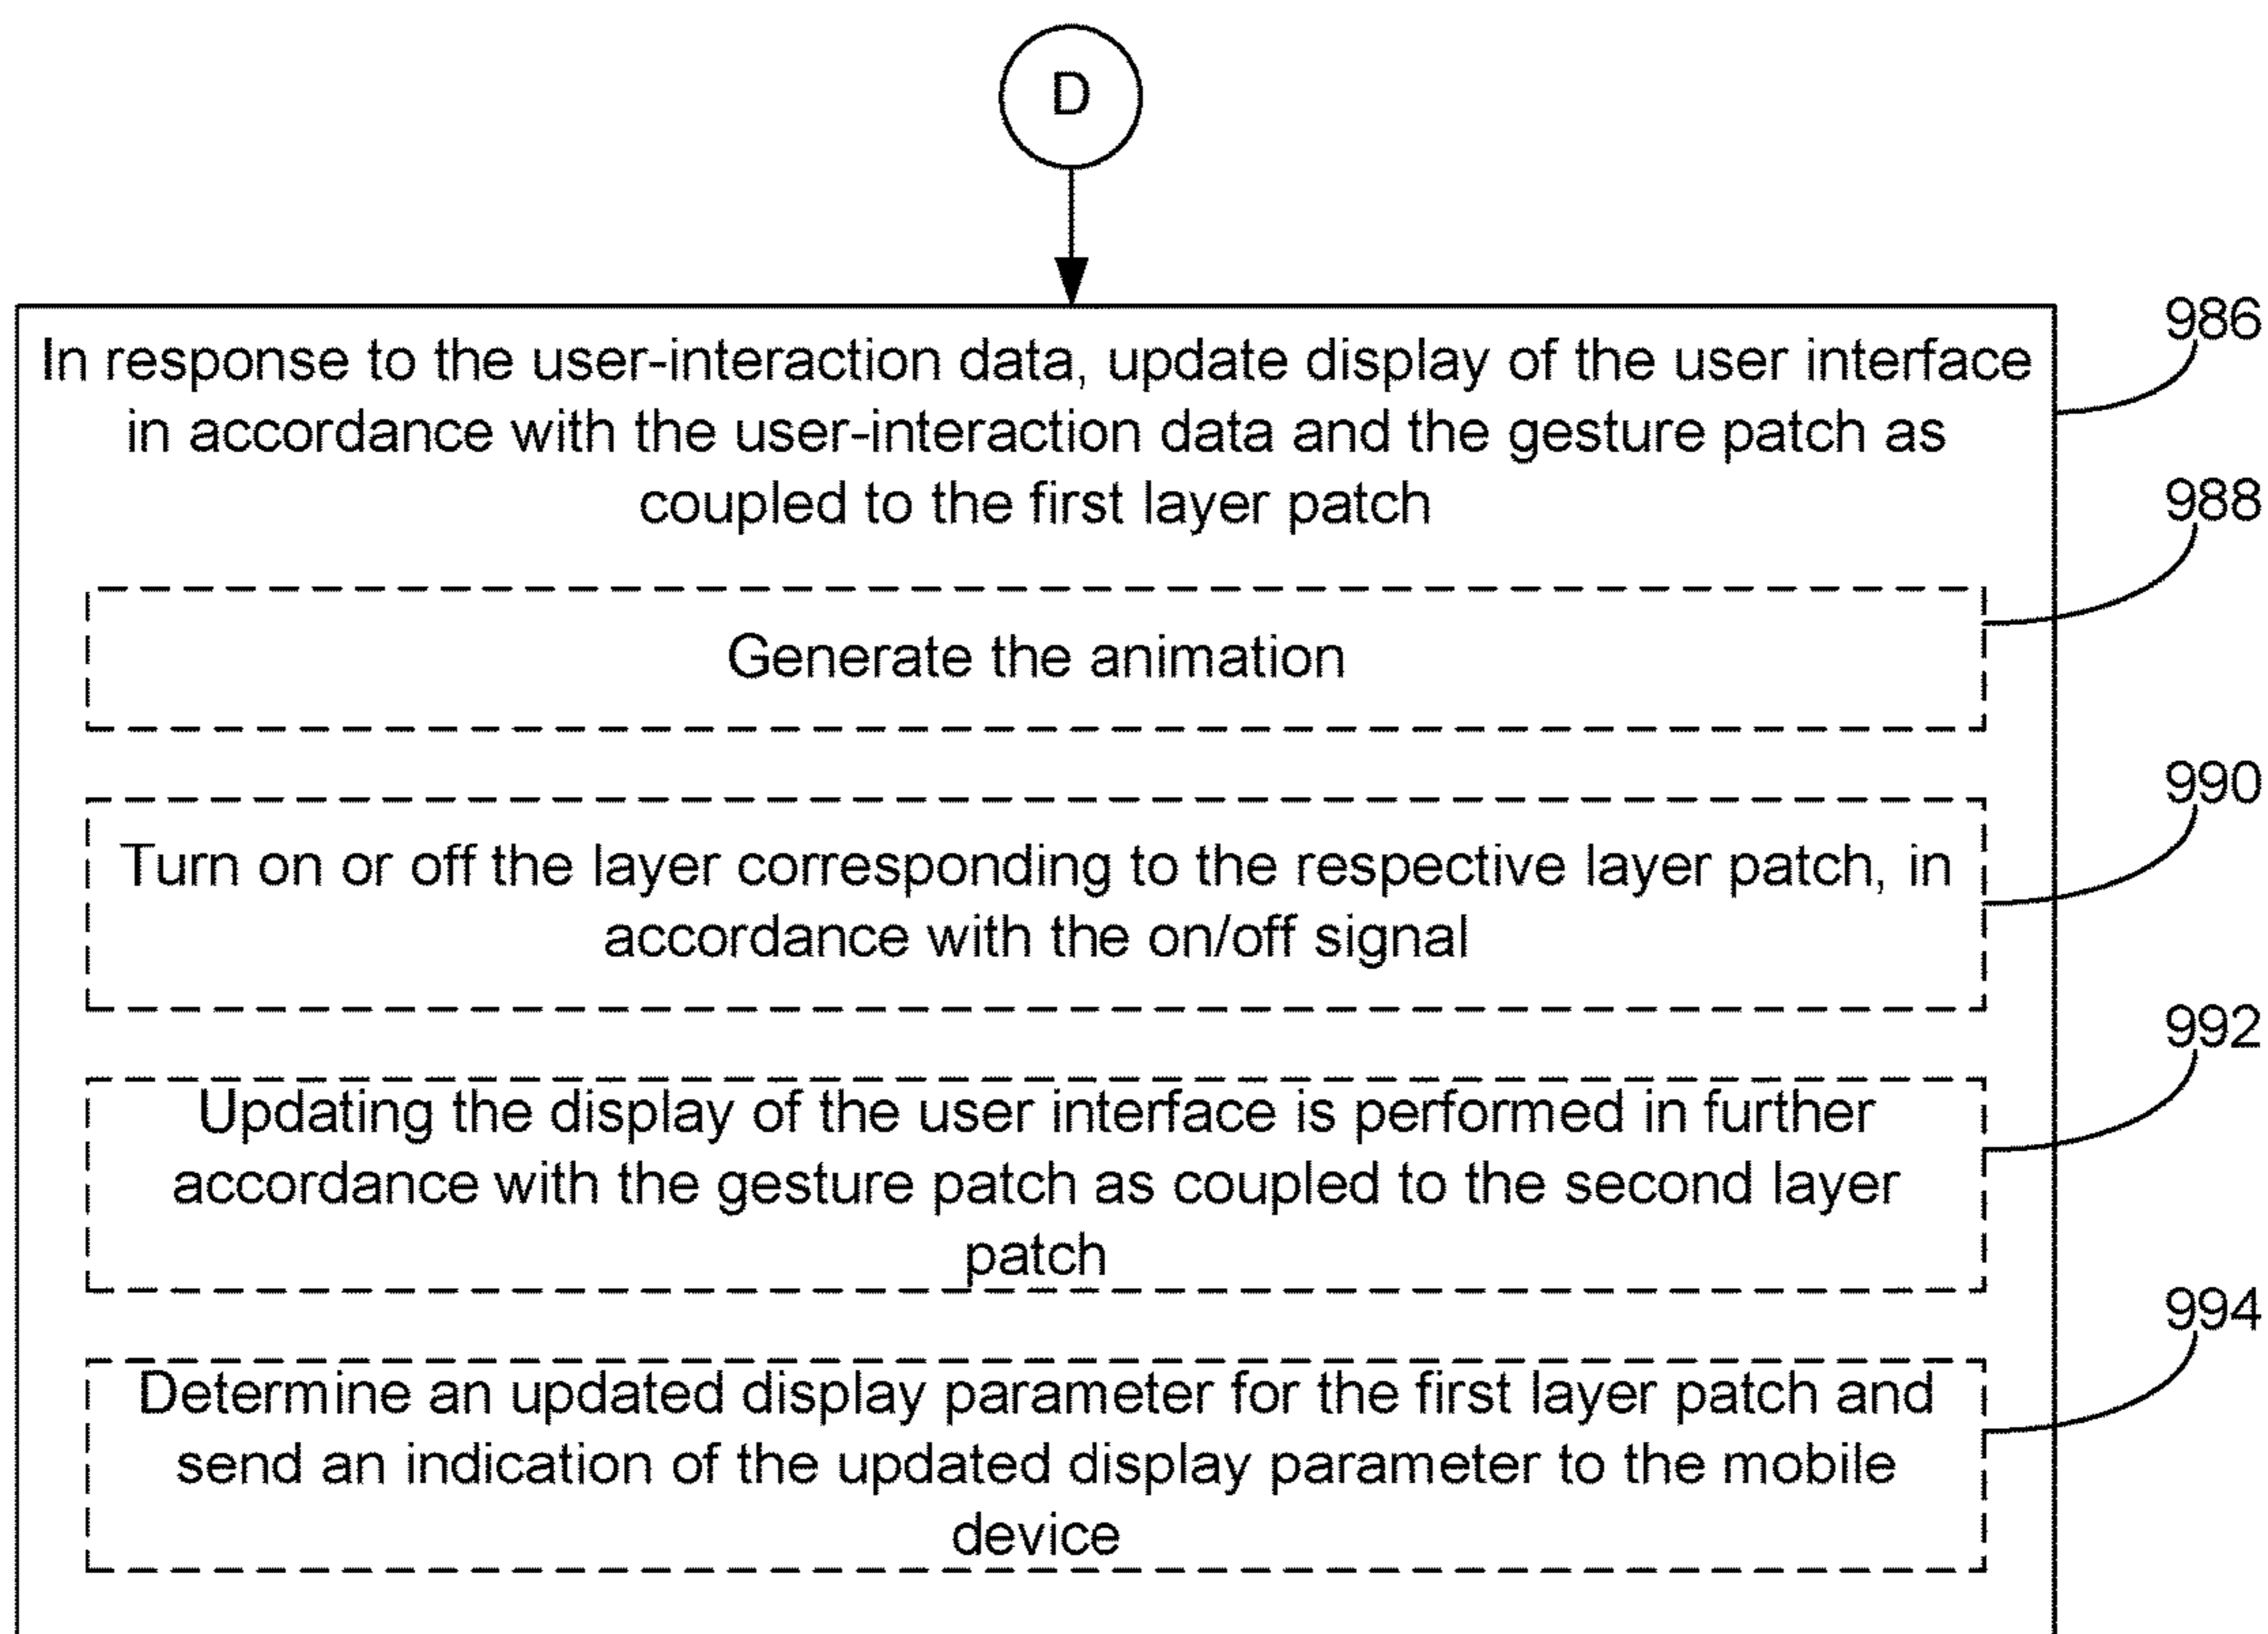 D
986
In response to the user-interaction data, update display of the user interface
in accordance with the user-interaction data and the gesture patch as
coupled to the first layer patch
988
Generate the animation
990
Turn on or off the layer corresponding to the respective layer patch, in
accordance with the on/off signal
992
Updating the display of the user interface is performed in further
accordance with the gesture patch as coupled to the second layer
patch
994
Determine an updated display parameter for the first layer patch and
send an indication of the updated display parameter to the mobile
device